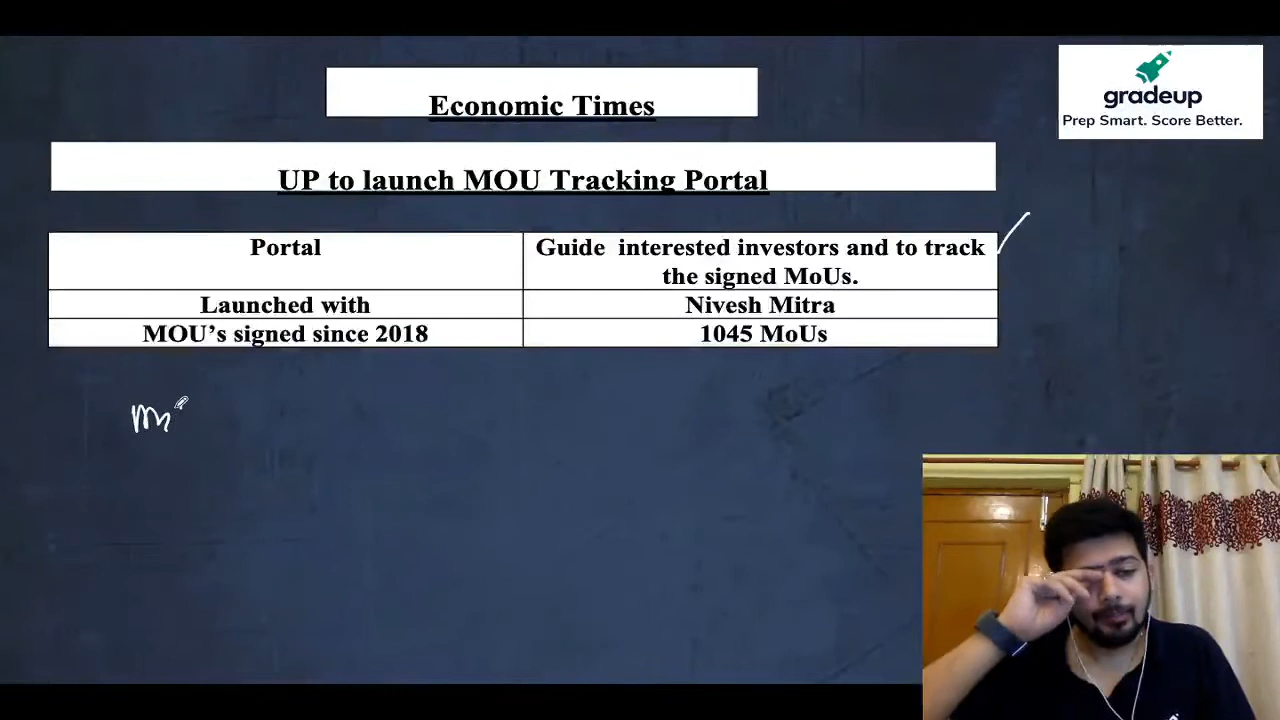 Economic Times
gradeup
Prep Smart. Score Better.
UP to launch MOU Tracking Portal
Portal
Guide interested investors and to track
the signed MoUs.
Launched with
Nivesh Mitra
MOU’s signed since 2018
1045 MoUs